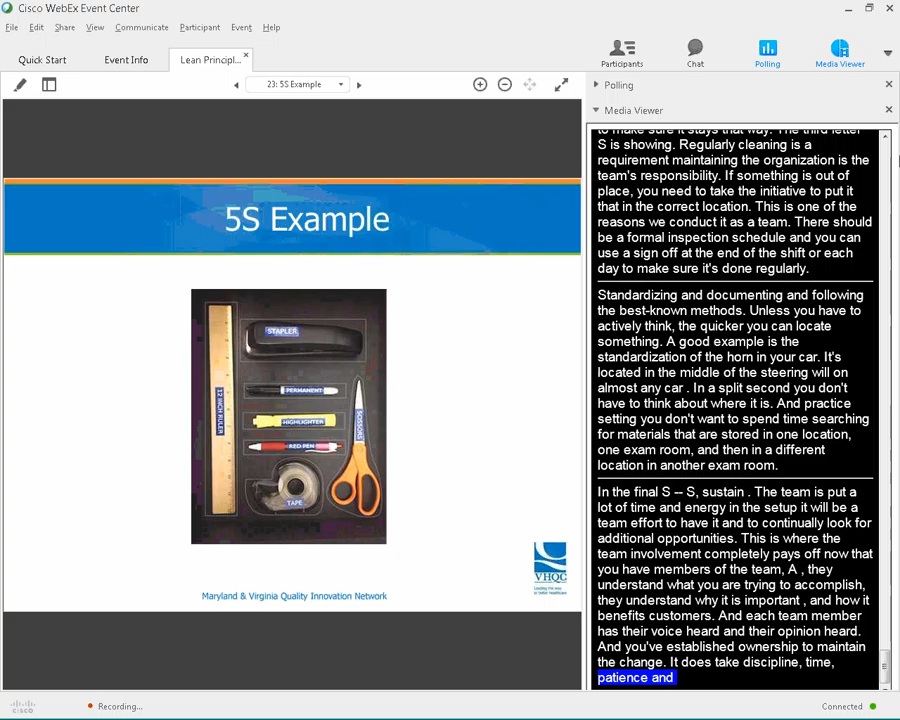 Cisco WebEx Event Center
File Edit Share View Communicate Participant Event Help
Quick Start Event Info Lean Principl...
Participants Chat Polling Media Viewer
23: 5S Example
Polling
Media Viewer
5S Example
STAPLER
12 INCH RULER
PERMANENT
HIGHLIGHTER
RED PEN
SCISSORS
TAPE
VHQC
Maryland & Virginia Quality Innovation Network
to make sure it stays that way. The third letter
S is showing. Regularly cleaning is a
requirement maintaining the organization is the
team's responsibility. If something is out of
place, you need to take the initiative to put it
that in the correct location. This is one of the
reasons we conduct it as a team. There should
be a formal inspection schedule and you can
use a sign off at the end of the shift or each
day to make sure it's done regularly.
Standardizing and documenting and following
the best-known methods. Unless you have to
actively think, the quicker you can locate
something. A good example is the
standardization of the horn in your car. It's
located in the middle of the steering will on
almost any car . In a split second you don't
have to think about where it is. And practice
setting you don't want to spend time searching
for materials that are stored in one location,
one exam room, and then in a different
location in another exam room.
In the final S -- S, sustain . The team is put a
lot of time and energy in the setup it will be a
team effort to have it and to continually look for
additional opportunities. This is where the
team involvement completely pays off now that
you have members of the team, A , they
understand what you are trying to accomplish,
they understand why it is important , and how it
benefits customers. And each team member
has their voice heard and their opinion heard.
And you've established ownership to maintain
the change. It does take discipline, time,
patience and
cisco
Recording...
Connected